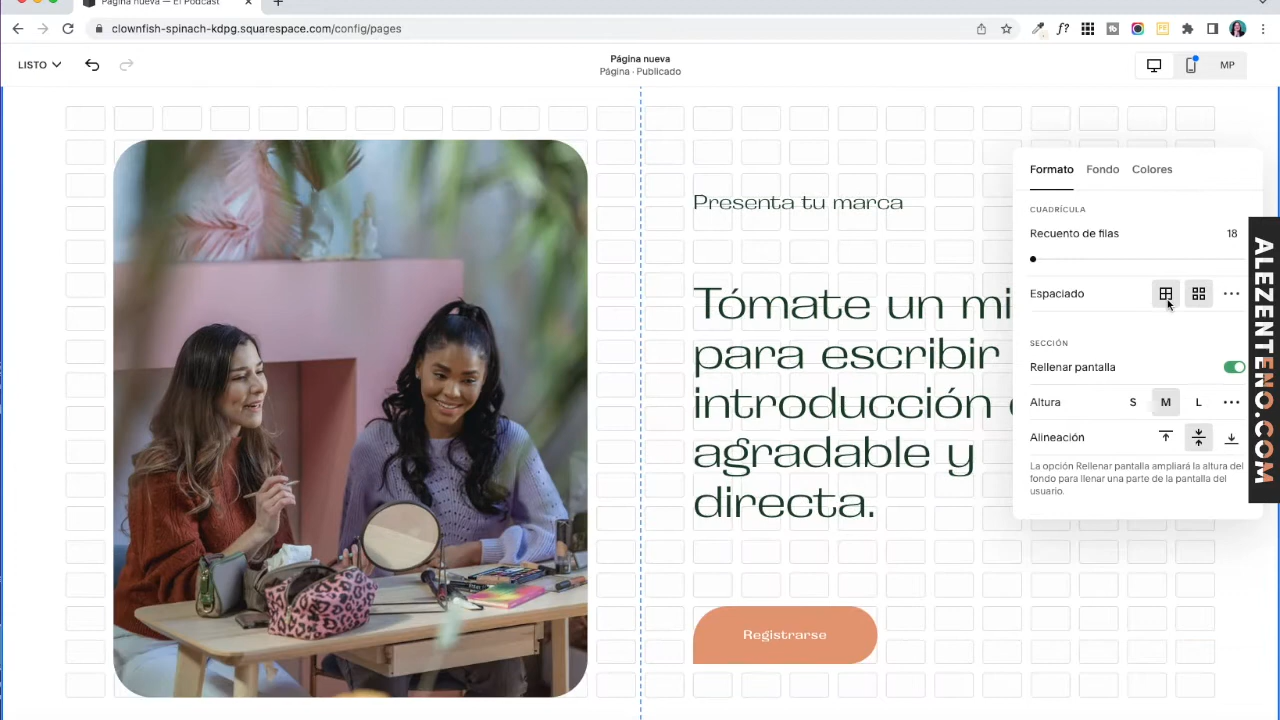 Página nueva — El Podcast
clownfish-spinach-kdpg.squarespace.com/config/pages
f?
FE
LISTO
Página nueva
Página · Publicado
MP
Presenta tu marca
Tómate un mi
para escribir
introducción
agradable y
directa.
Registrarse
Formato Fondo Colores
CUADRÍCULA
Recuento de filas 18
Espaciado
SECCIÓN
Rellenar pantalla
Altura S M L
Alineación
La opción Rellenar pantalla ampliará la altura del
fondo para llenar una parte de la pantalla del
usuario.
ALEZENTENO.COM